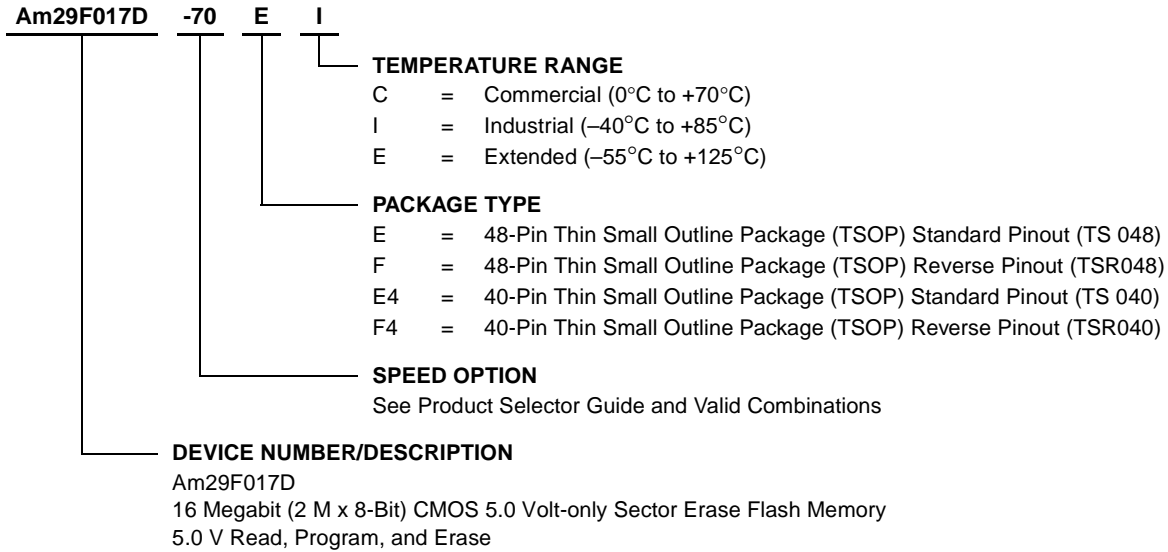 Am29F017D -70 E I
TEMPERATURE RANGE
C = Commercial (0°C to +70°C)
I = Industrial (–40°C to +85°C)
E = Extended (–55°C to +125°C)
PACKAGE TYPE
E = 48-Pin Thin Small Outline Package (TSOP) Standard Pinout (TS 048)
F = 48-Pin Thin Small Outline Package (TSOP) Reverse Pinout (TSR048)
E4 = 40-Pin Thin Small Outline Package (TSOP) Standard Pinout (TS 040)
F4 = 40-Pin Thin Small Outline Package (TSOP) Reverse Pinout (TSR040)
SPEED OPTION
See Product Selector Guide and Valid Combinations
DEVICE NUMBER/DESCRIPTION
Am29F017D
16 Megabit (2 M x 8-Bit) CMOS 5.0 Volt-only Sector Erase Flash Memory
5.0 V Read, Program, and Erase